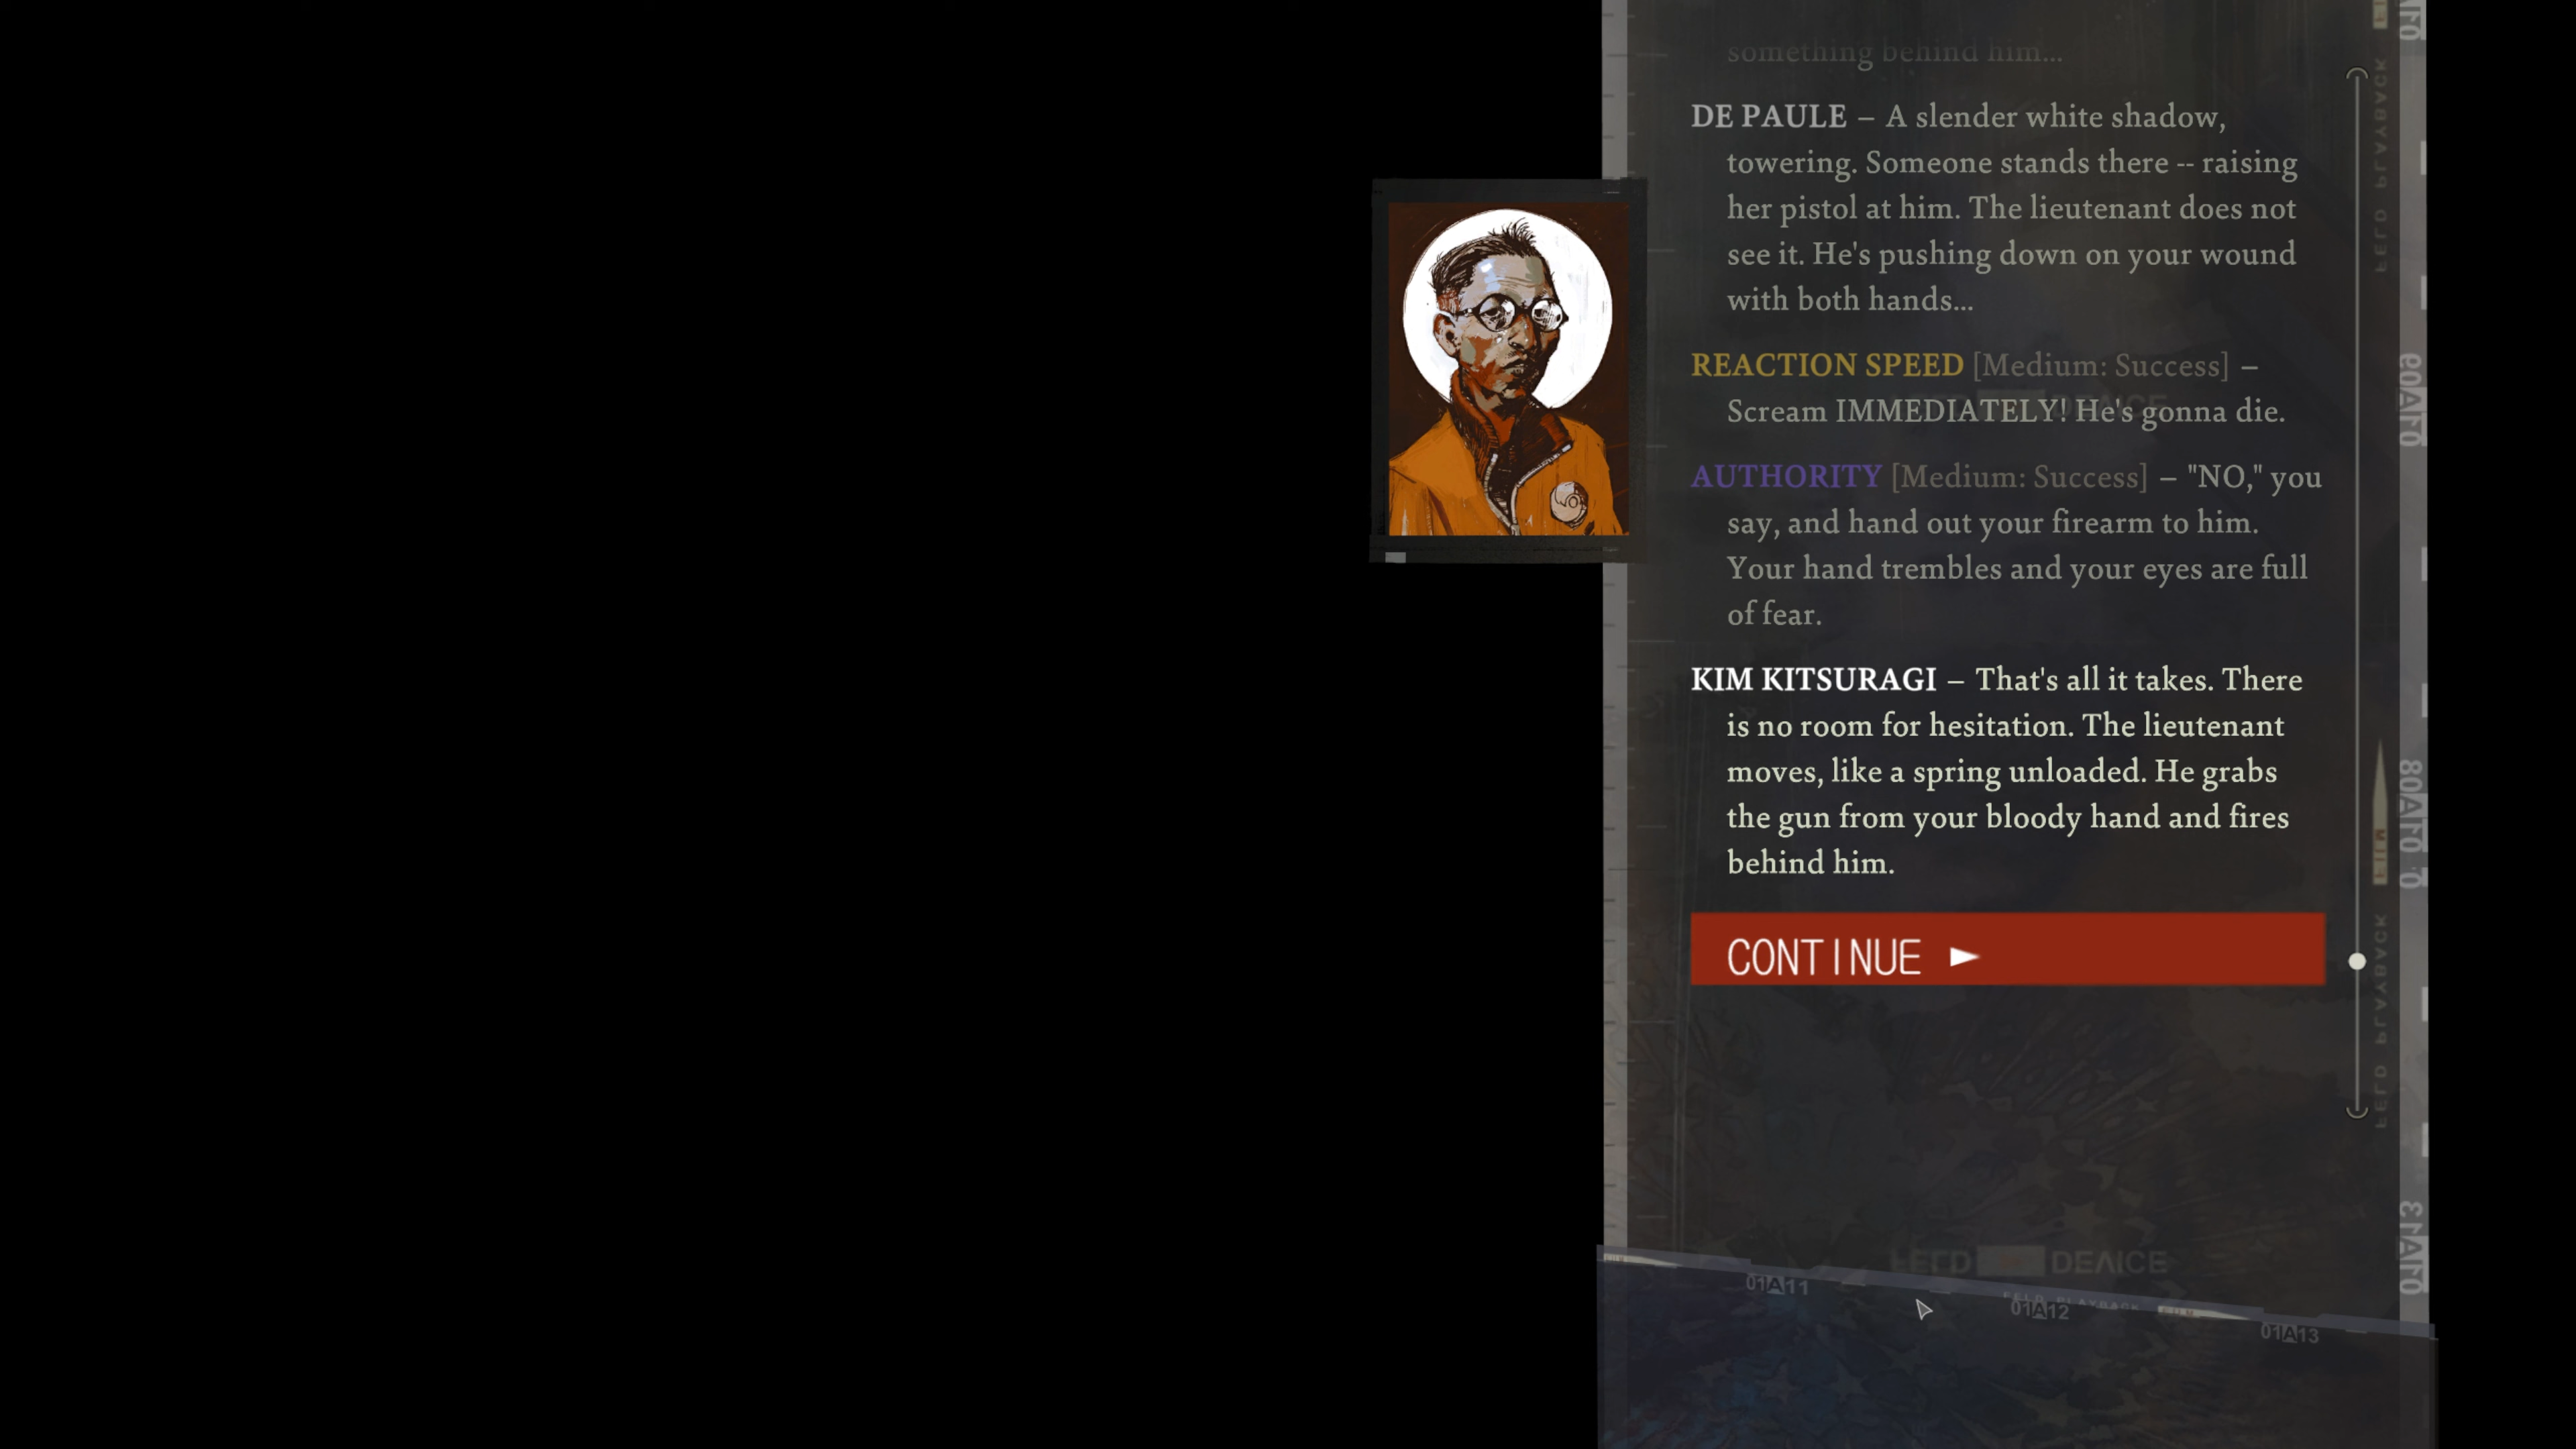 something behind him...
DE PAULE – A slender white shadow,
towering. Someone stands there -- raising
her pistol at him. The lieutenant does not
see it. He's pushing down on your wound
with both hands...
REACTION SPEED [Medium: Success] –
Scream IMMEDIATELY! He's gonna die.
AUTHORITY [Medium: Success] – "NO," you
say, and hand out your firearm to him.
Your hand trembles and your eyes are full
of fear.
KIM KITSURAGI – That's all it takes. There
is no room for hesitation. The lieutenant
moves, like a spring unloaded. He grabs
the gun from your bloody hand and fires
behind him.
CONTINUE ►
01A11
01A12
01A13